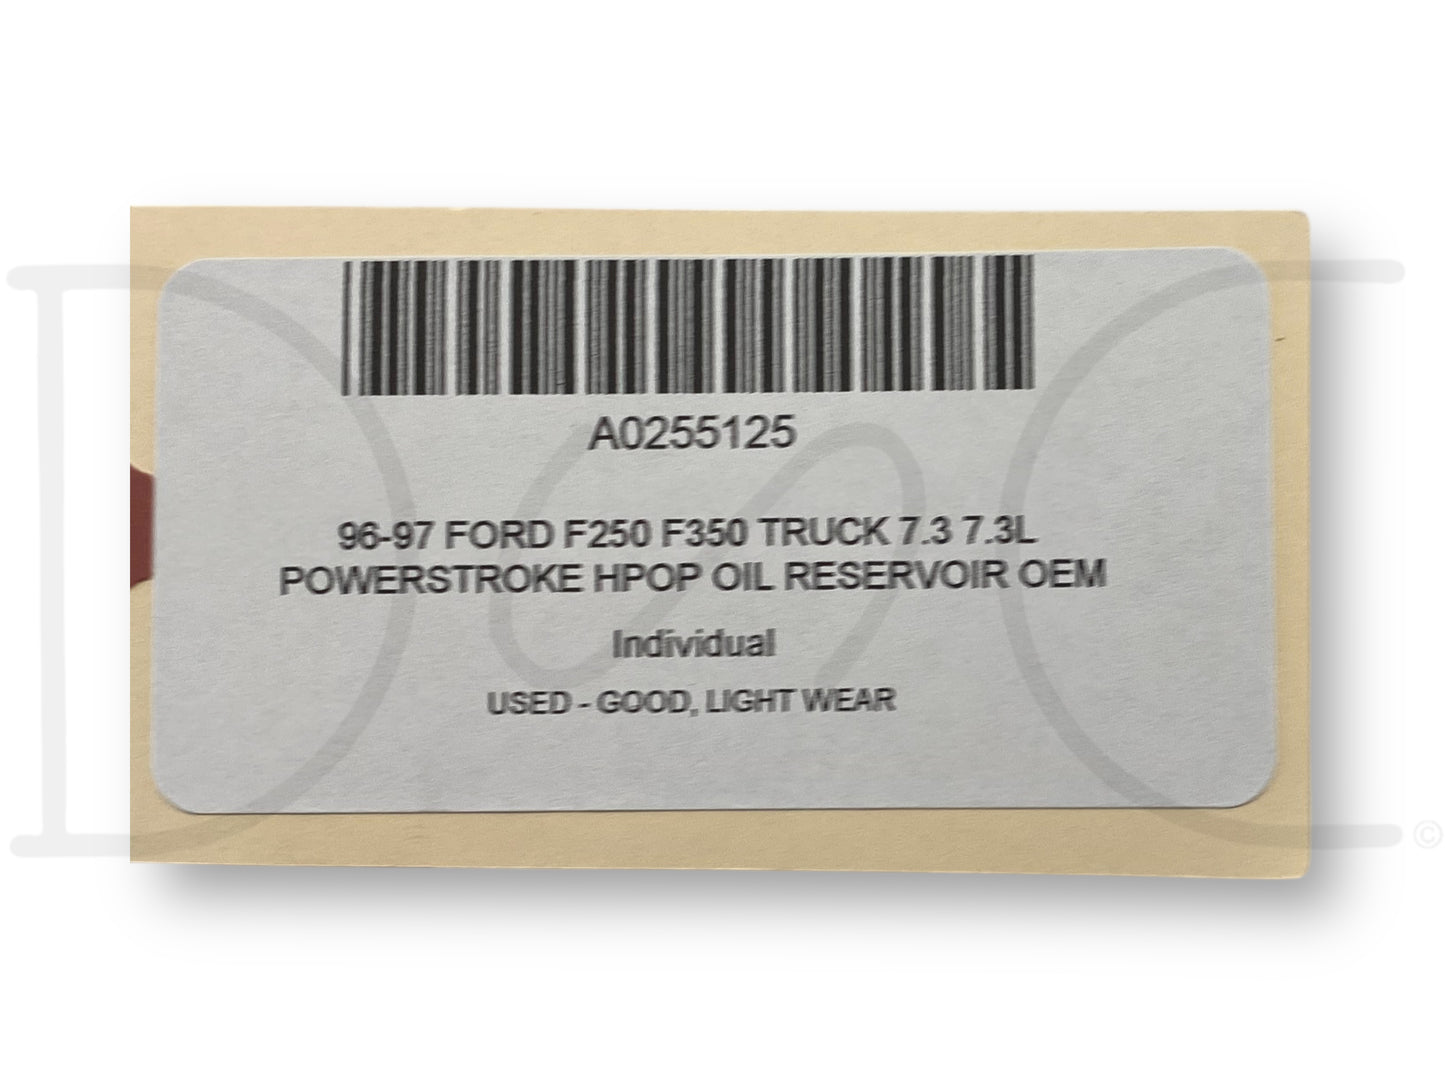 A0255125
96-97 FORD F250 F350 TRUCK 7.3 7.3L
POWERSTROKE HPOP OIL RESERVOIR OEM
Individual
USED - GOOD, LIGHT WEAR
©